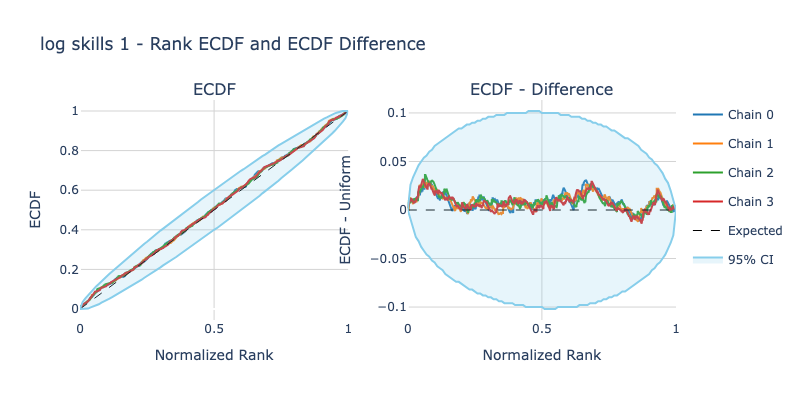 log skills 1 - Rank ECDF and ECDF Difference
ECDF
ECDF - Difference
ECDF
1
0.8
0.6
0.4
0.2
0
0
0.5
1
Normalized Rank
ECDF - Uniform
0.1
0.05
0
−0.05
−0.1
0
0.5
1
Normalized Rank
Chain 0
Chain 1
Chain 2
Chain 3
Expected
95% CI